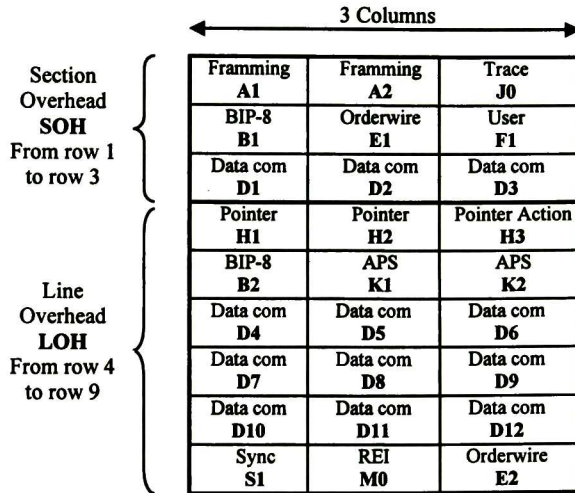 3 Columns
Section
Overhead
SOH
From row 1
to row 3
Framming Framming Trace
A1 A2 J0
BIP-8 Orderwire User
B1 E1 F1
Data com Data com Data com
D1 D2 D3
Line
Overhead
LOH
From row 4
to row 9
Pointer Pointer Pointer Action
H1 H2 H3
BIP-8 APS APS
B2 K1 K2
Data com Data com Data com
D4 D5 D6
Data com Data com Data com
D7 D8 D9
Data com Data com Data com
D10 D11 D12
Sync REI Orderwire
S1 M0 E2